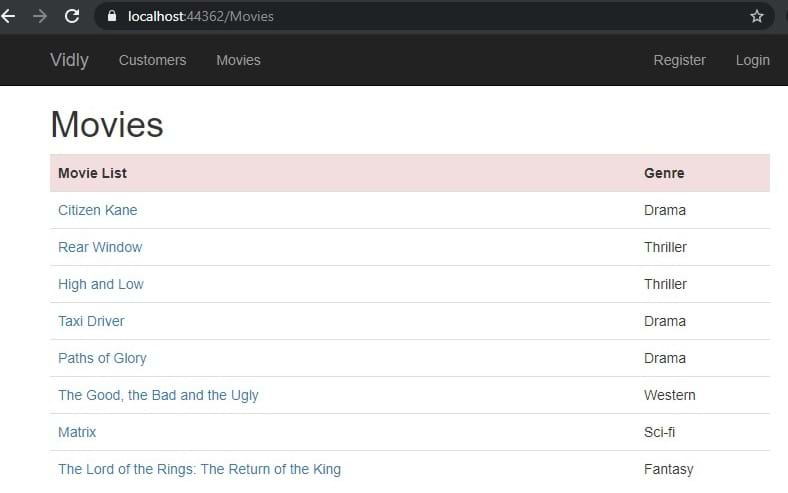 localhost:44362/Movies
Vidly Customers Movies Register Login
Movies
Movie List Genre
Citizen Kane Drama
Rear Window Thriller
High and Low Thriller
Taxi Driver Drama
Paths of Glory Drama
The Good, the Bad and the Ugly Western
Matrix Sci-fi
The Lord of the Rings: The Return of the King Fantasy